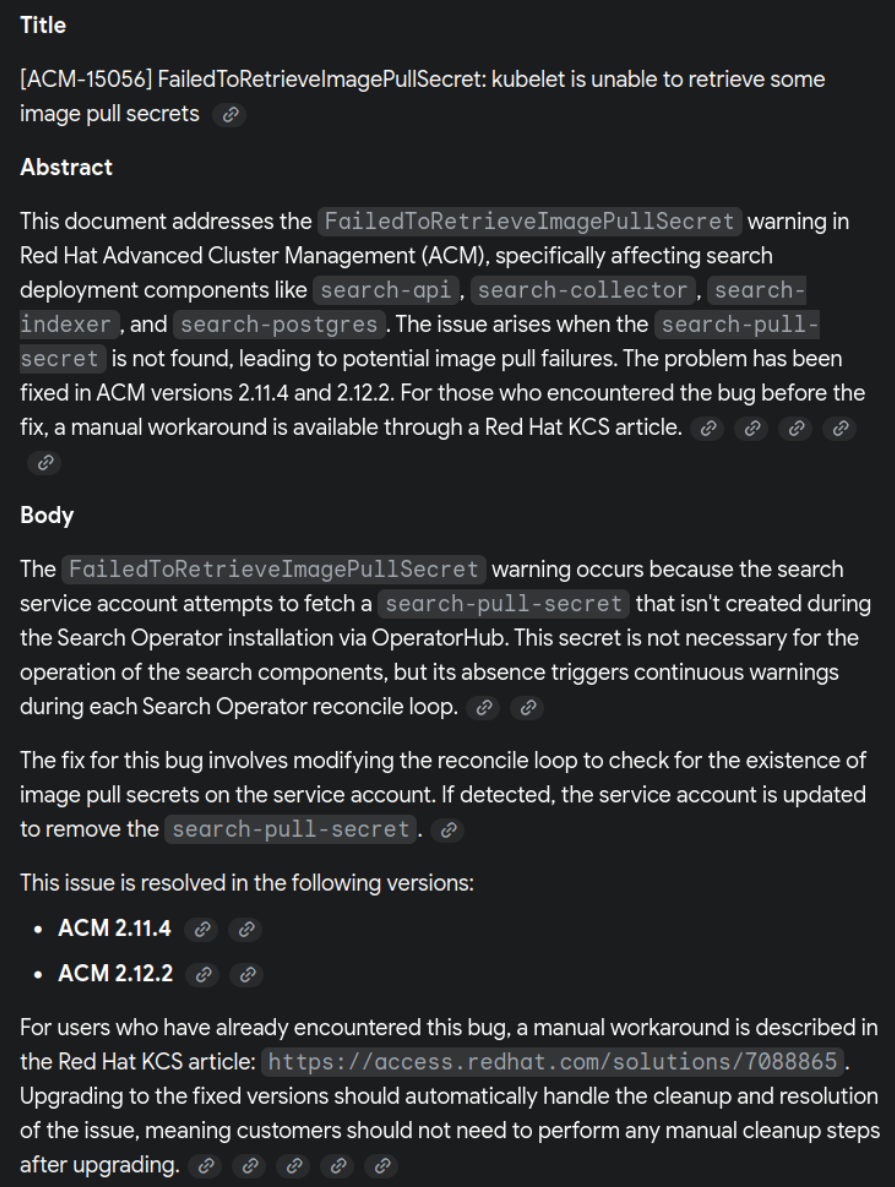 Title
[ACM-15056] FailedToRetrieveImagePullSecret: kubelet is unable to retrieve some
image pull secrets
Abstract
This document addresses the FailedToRetrieveImagePullSecret warning in
Red Hat Advanced Cluster Management (ACM), specifically affecting search
deployment components like search-api, search-collector, search-
indexer, and search-postgres. The issue arises when the search-pull-
secret is not found, leading to potential image pull failures. The problem has been
fixed in ACM versions 2.11.4 and 2.12.2. For those who encountered the bug before the
fix, a manual workaround is available through a Red Hat KCS article.
Body
The FailedToRetrieveImagePullSecret warning occurs because the search
service account attempts to fetch a search-pull-secret that isn't created during
the Search Operator installation via OperatorHub. This secret is not necessary for the
operation of the search components, but its absence triggers continuous warnings
during each Search Operator reconcile loop.
The fix for this bug involves modifying the reconcile loop to check for the existence of
image pull secrets on the service account. If detected, the service account is updated
to remove the search-pull-secret.
This issue is resolved in the following versions:
• ACM 2.11.4
• ACM 2.12.2
For users who have already encountered this bug, a manual workaround is described in
the Red Hat KCS article: https://access.redhat.com/solutions/7088865.
Upgrading to the fixed versions should automatically handle the cleanup and resolution
of the issue, meaning customers should not need to perform any manual cleanup steps
after upgrading.